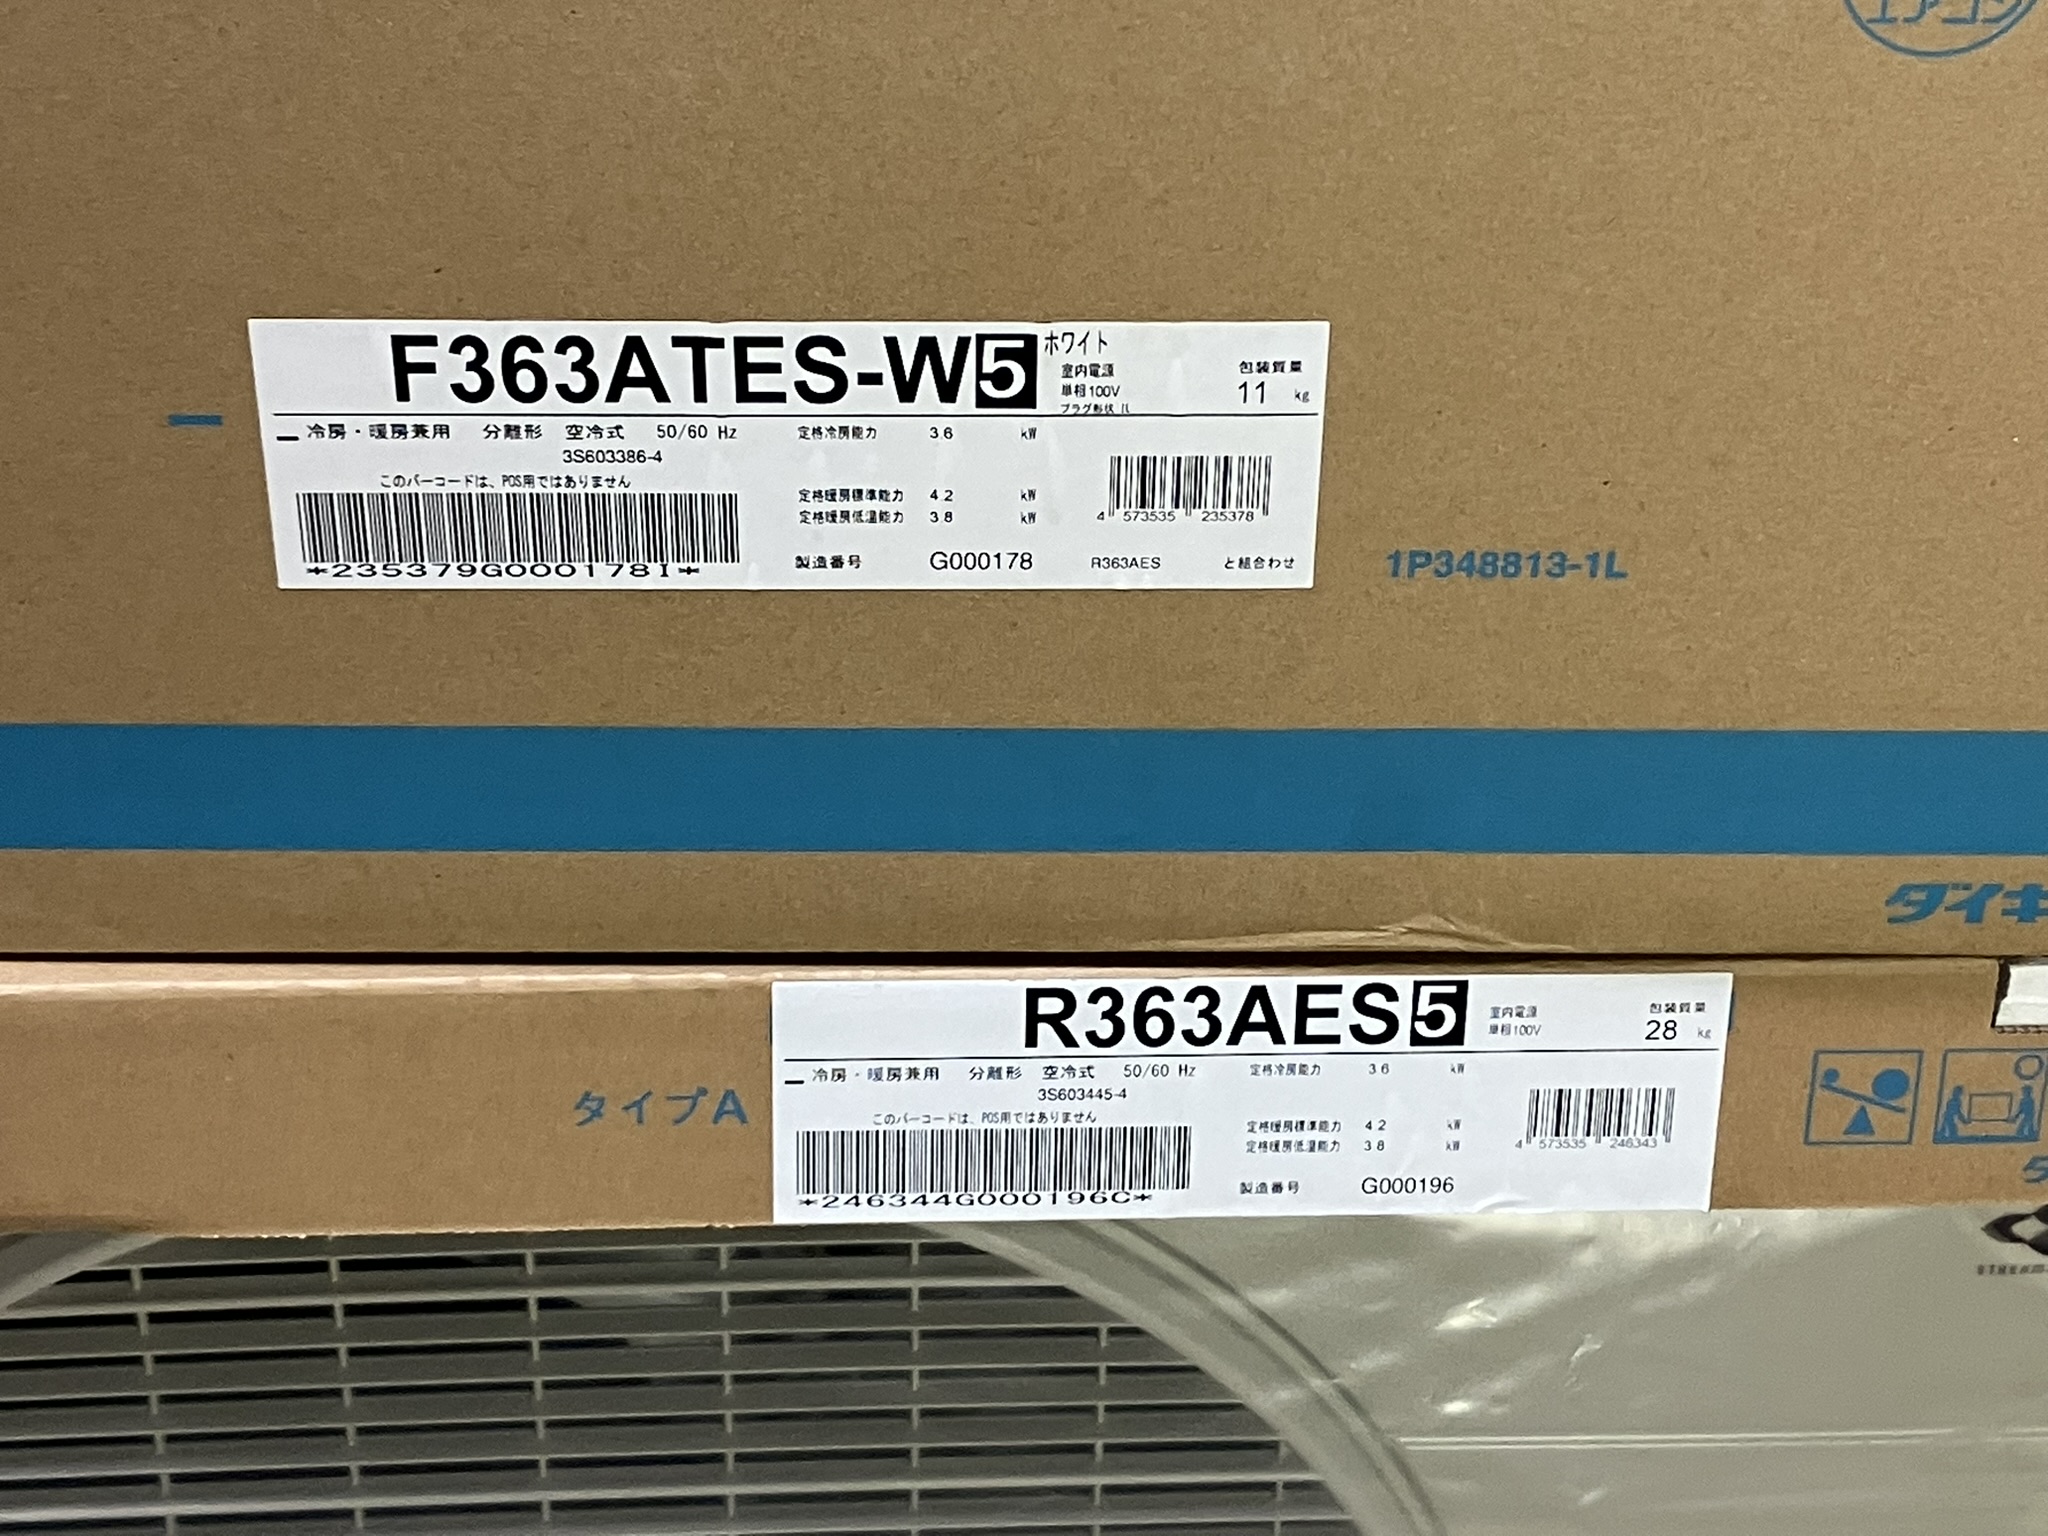 エアコン
F363ATES-W5
ホワイト
室内電源
単相100V
プラグ形状 IL
包装質量
11 kg
冷房・暖房兼用 分離形 空冷式 50/60 Hz
3S603386-4
このバーコードは、POS用ではありません
*235379G000178I*
定格冷房能力 3.6 kW
定格暖房標準能力 4.2 kW
定格暖房低温能力 3.8 kW
製造番号 G000178
4 573535 235378
R363AES と組合わせ
1P348813-1L
ダイキ
タイプA
R363AES5
室内電源
単相100V
包装質量
28 kg
冷房・暖房兼用 分離形 空冷式 50/60 Hz
3S603445-4
このバーコードは、POS用ではありません
*246344G000196C*
定格冷房能力 3.6 kW
定格暖房標準能力 4.2 kW
定格暖房低温能力 3.8 kW
製造番号 G000196
4 573535 246343